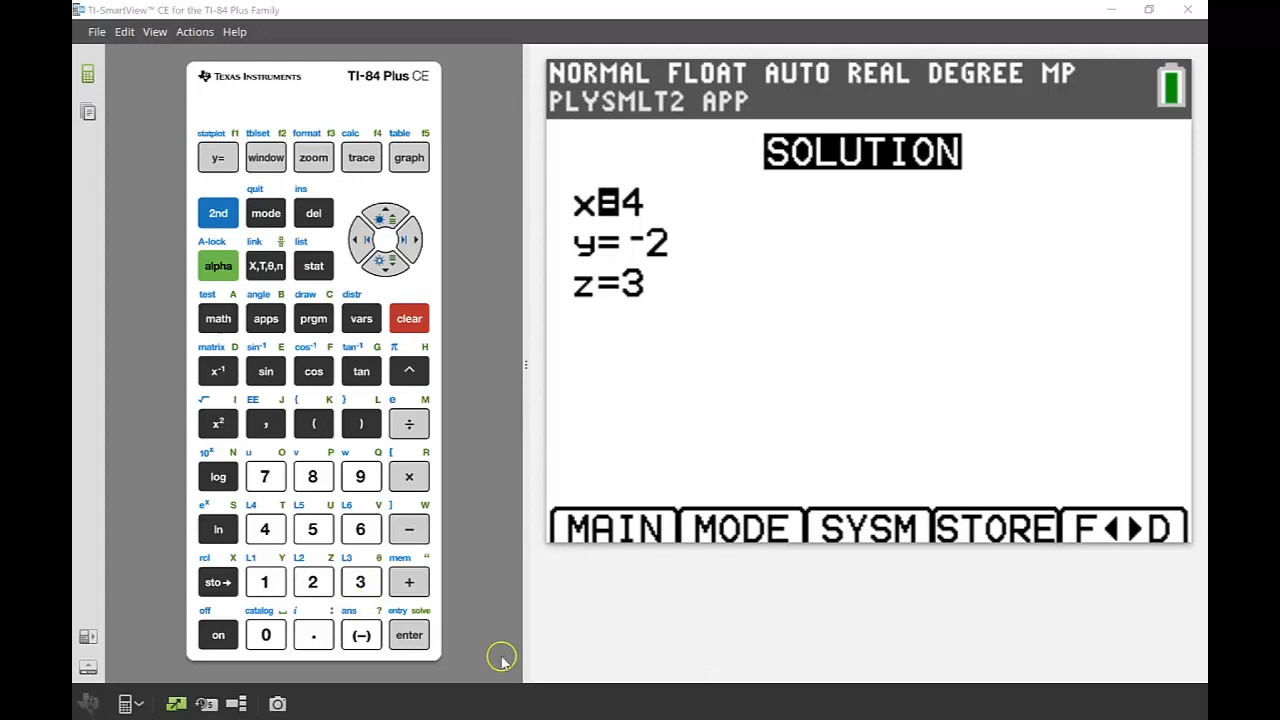 TI-SmartView™ CE for the TI-84 Plus Family
File Edit View Actions Help
TEXAS INSTRUMENTS TI-84 Plus CE
statplot f1 tblset f2 format f3 calc f4 table f5
y= window zoom trace graph
quit ins
2nd mode del
A-lock link list
alpha X,T,θ,n stat
test A angle B draw C distr
math apps prgm vars clear
matrix D sin⁻¹ E cos⁻¹ F tan⁻¹ G π H
x⁻¹ sin cos tan ^
√ I EE J { K } L e M
x² , ( ) ÷
10ˣ N u O v P w Q [ R
log 7 8 9 ×
eˣ S L4 T L5 U L6 V ] W
ln 4 5 6 −
rcl X L1 Y L2 Z L3 θ mem "
sto→ 1 2 3 +
off catalog i : ans ? entry solve
on 0 . (−) enter
NORMAL FLOAT AUTO REAL DEGREE MP
PLYSMLT2 APP
SOLUTION
x=4
y= -2
z=3
MAIN MODE SYSM STORE F◄►D